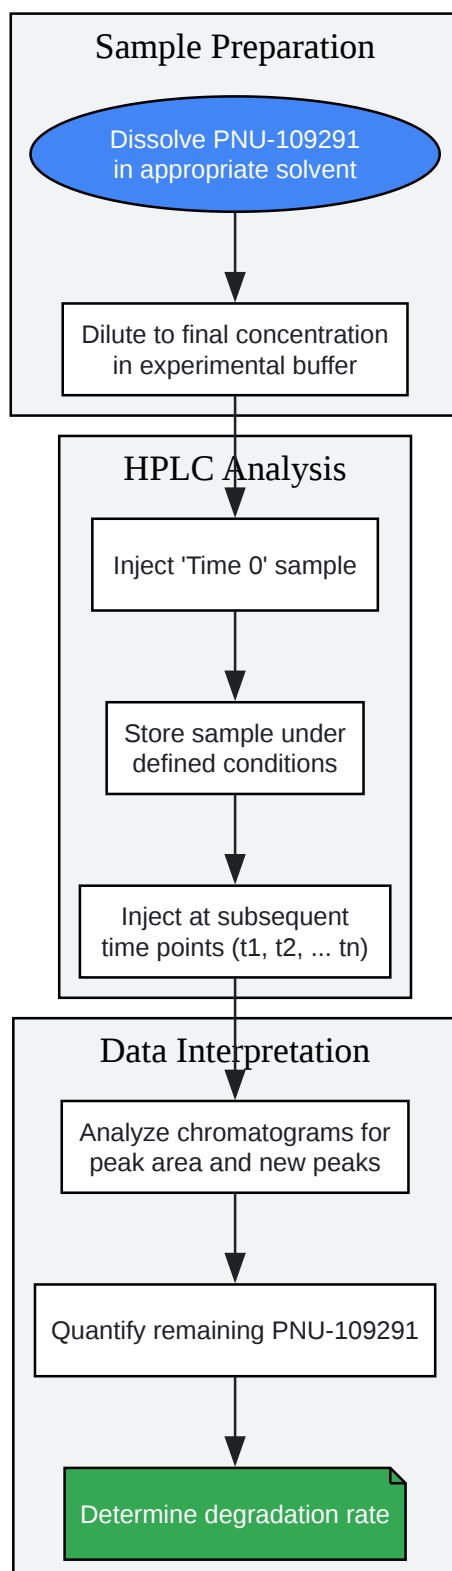 Sample Preparation
Dissolve PNU-109291
in appropriate solvent
Dilute to final concentration
in experimental buffer
HPLC Analysis
Inject 'Time 0' sample
Store sample under
defined conditions
Inject at subsequent
time points (t1, t2, ... tn)
Data Interpretation
Analyze chromatograms for
peak area and new peaks
Quantify remaining PNU-109291
Determine degradation rate